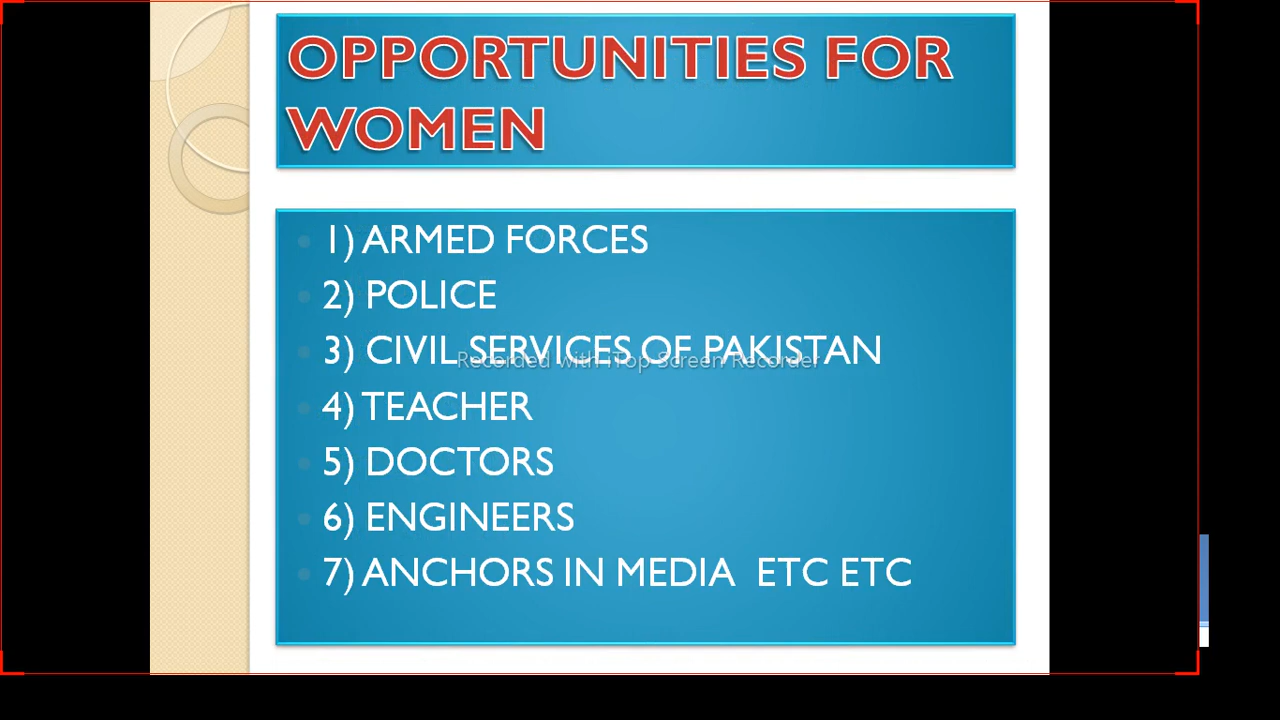 OPPORTUNITIES FOR
WOMEN
1) ARMED FORCES
2) POLICE
3) CIVIL SERVICES OF PAKISTAN
Recorded with iTop Screen Recorder
4) TEACHER
5) DOCTORS
6) ENGINEERS
7) ANCHORS IN MEDIA  ETC ETC